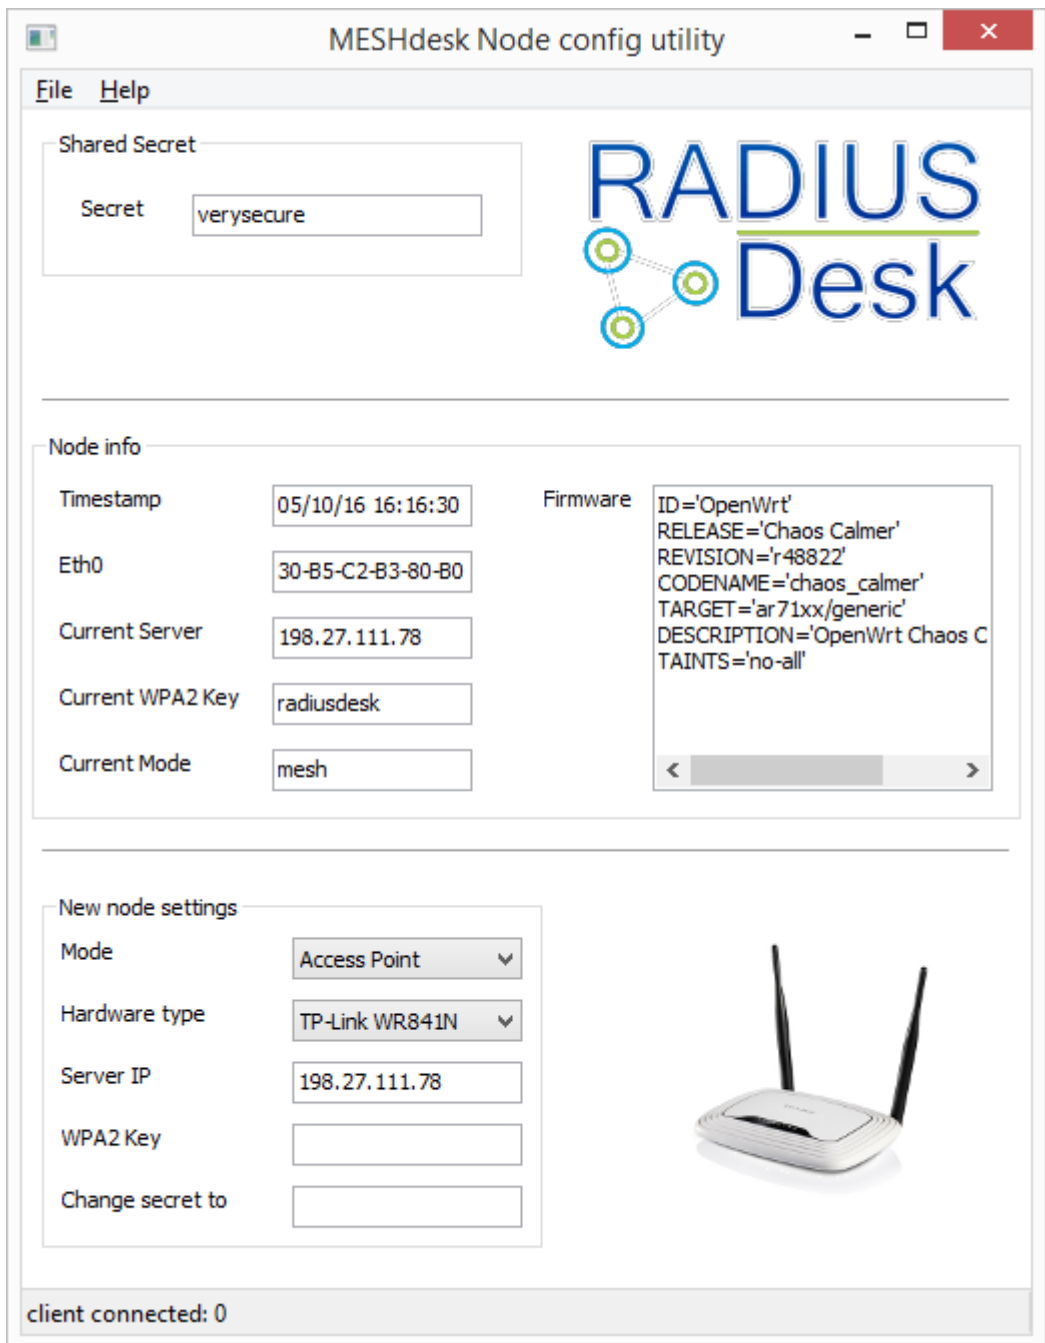 MESHdesk Node config utility
File Help
Shared Secret
Secret verysecure
RADIUS
Desk
Node info
Timestamp 05/10/16 16:16:30
Eth0 30-B5-C2-B3-80-B0
Current Server 198.27.111.78
Current WPA2 Key radiusdesk
Current Mode mesh
Firmware
ID='OpenWrt'
RELEASE='Chaos Calmer'
REVISION='r48822'
CODENAME='chaos_calmer'
TARGET='ar71xx/generic'
DESCRIPTION='OpenWrt Chaos C
TAINTS='no-all'
New node settings
Mode Access Point
Hardware type TP-Link WR841N
Server IP 198.27.111.78
WPA2 Key
Change secret to
client connected: 0